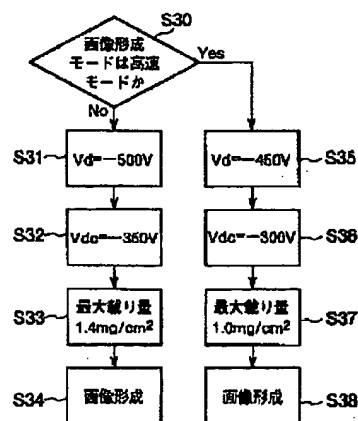 S30
画像形成
モードは高速
モードか
Yes
No
S31
Vd=-500V
S35
Vd=-450V
S32
Vdc=-350V
S36
Vdc=-300V
S33
最大載り量
1.4mg/cm²
S37
最大載り量
1.0mg/cm²
S34
画像形成
S38
画像形成